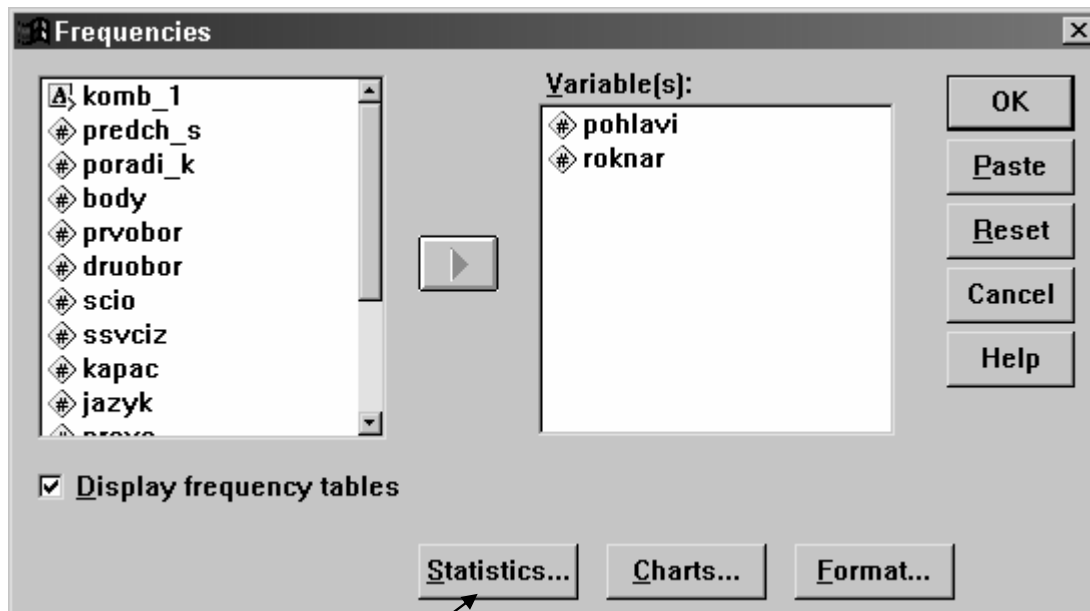 Frequencies
komb_1
predch_s
poradi_k
body
prvobor
druobor
scio
ssvciz
kapac
jazyk
Variable(s):
pohlavi
roknar
OK
Paste
Reset
Cancel
Help
Display frequency tables
Statistics...
Charts...
Format...